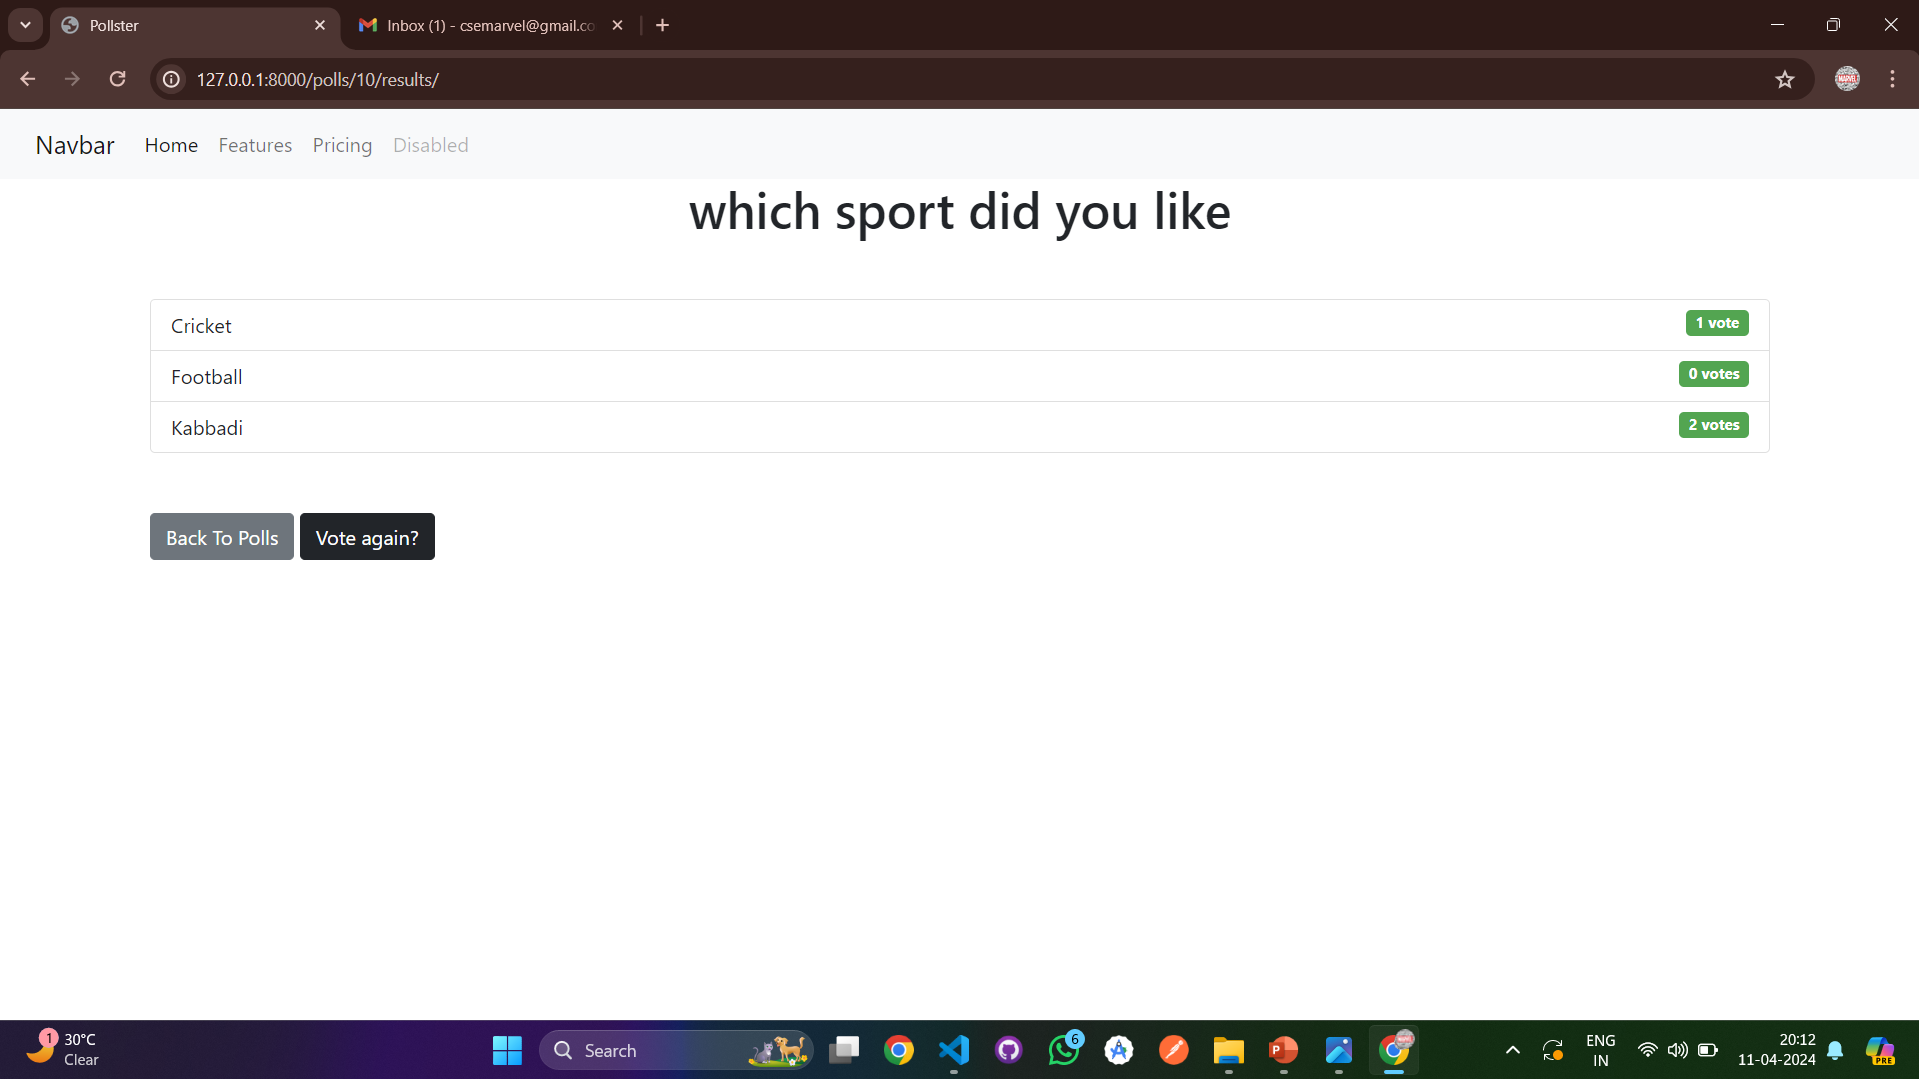 Pollster
Inbox (1) - csemarvel@gmail.co
127.0.0.1:8000/polls/10/results/
Navbar Home Features Pricing Disabled
which sport did you like
Cricket 1 vote
Football 0 votes
Kabbadi 2 votes
Back To Polls Vote again?
1 30°C
Clear
Search
6
ENG
IN
20:12
11-04-2024
PRE